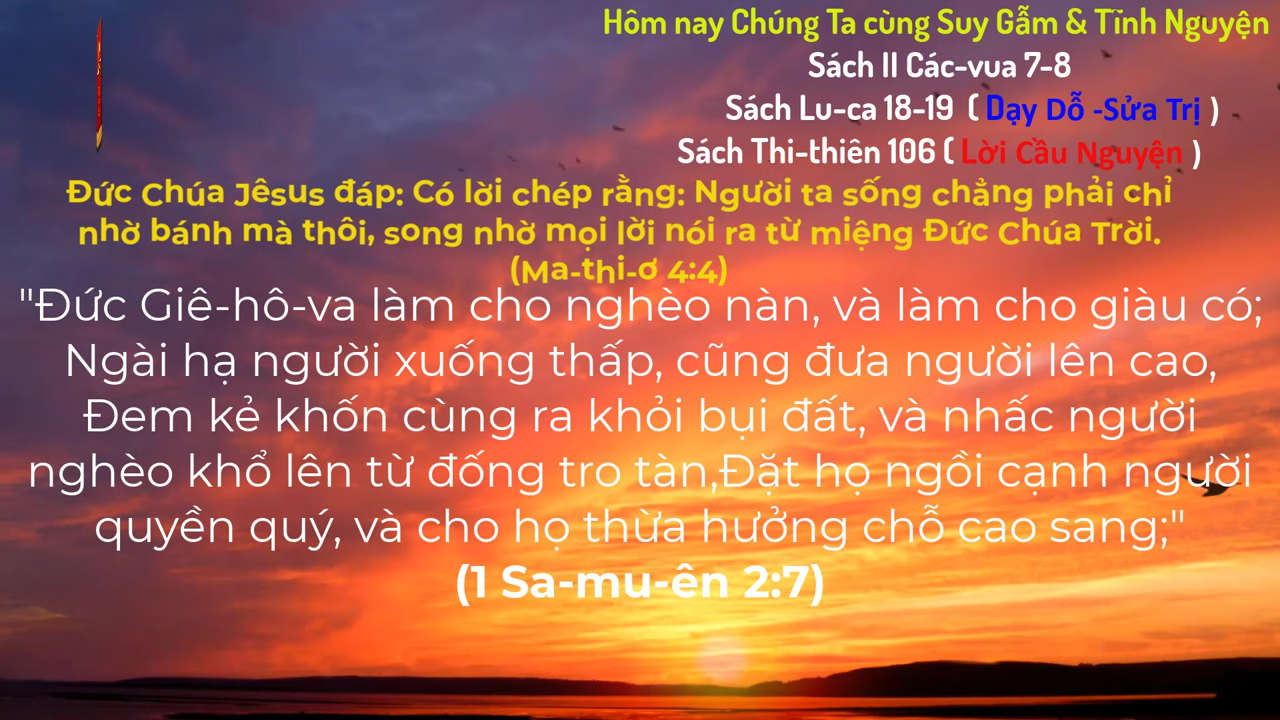 Hôm nay Chúng Ta cùng Suy Gẫm & Tĩnh Nguyện
Sách II Các-vua 7-8
Sách Lu-ca 18-19 ( Dạy Dỗ -Sửa Trị )
Sách Thi-thiên 106 ( Lời Cầu Nguyện )
Đức Chúa Jêsus đáp: Có lời chép rằng: Người ta sống chẳng phải chỉ
nhờ bánh mà thôi, song nhờ mọi lời nói ra từ miệng Đức Chúa Trời.
(Ma-thi-ơ 4:4)
"Đức Giê-hô-va làm cho nghèo nàn, và làm cho giàu có;
Ngài hạ người xuống thấp, cũng đưa người lên cao,
Đem kẻ khốn cùng ra khỏi bụi đất, và nhấc người
nghèo khổ lên từ đống tro tàn,Đặt họ ngồi cạnh người
quyền quý, và cho họ thừa hưởng chỗ cao sang;"
(1 Sa-mu-ên 2:7)